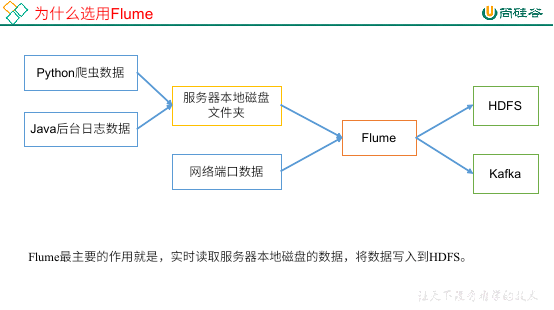 为什么选用Flume
尚硅谷
Python爬虫数据
Java后台日志数据
服务器本地磁盘
文件夹
网络端口数据
Flume
HDFS
Kafka
Flume最主要的作用就是，实时读取服务器本地磁盘的数据，将数据写入到HDFS。
让天下没有难学的技术